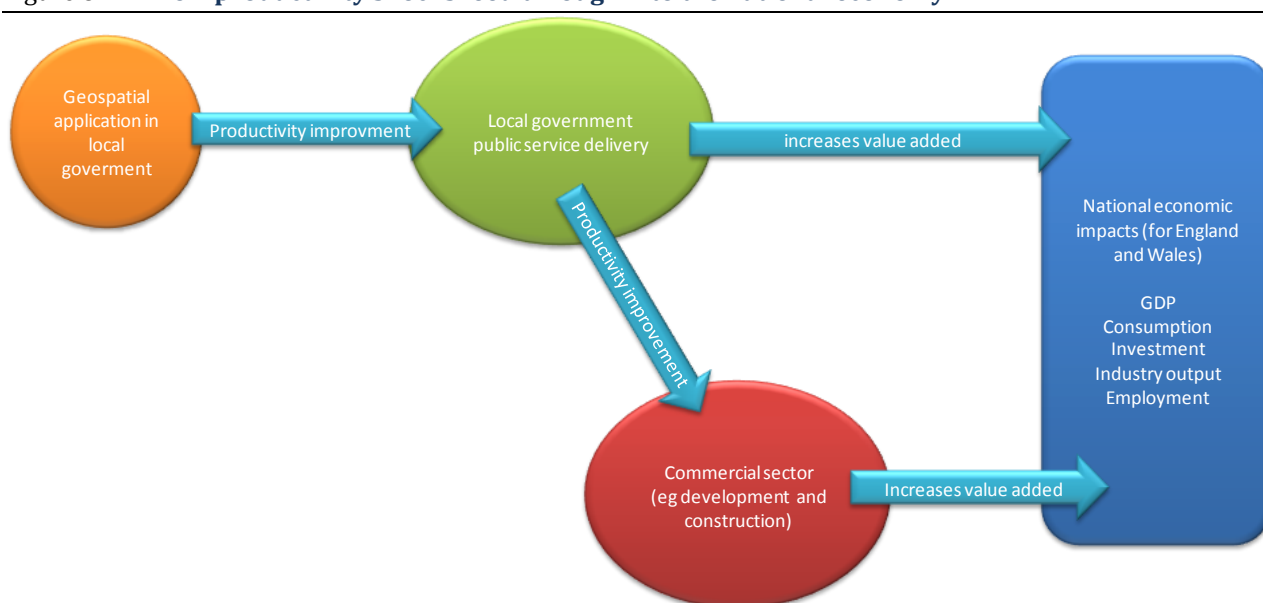 Geospatial
application in
local
goverment
Productivity improvment
Local government
public service delivery
increases value added
Productivity improvement
National economic
impacts (for England
and Wales)
GDP
Consumption
Investment
Industry output
Employment
Commercial sector
(eg development and
construction)
Increases value added